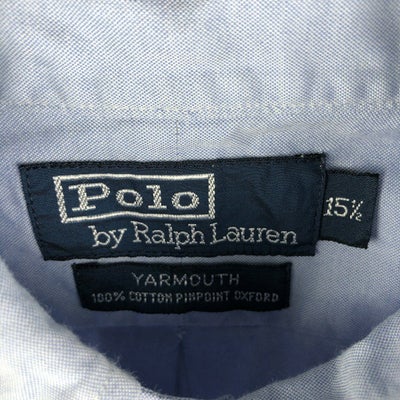 Polo
by Ralph Lauren
15½
YARMOUTH
100% COTTON PINPOINT OXFORD